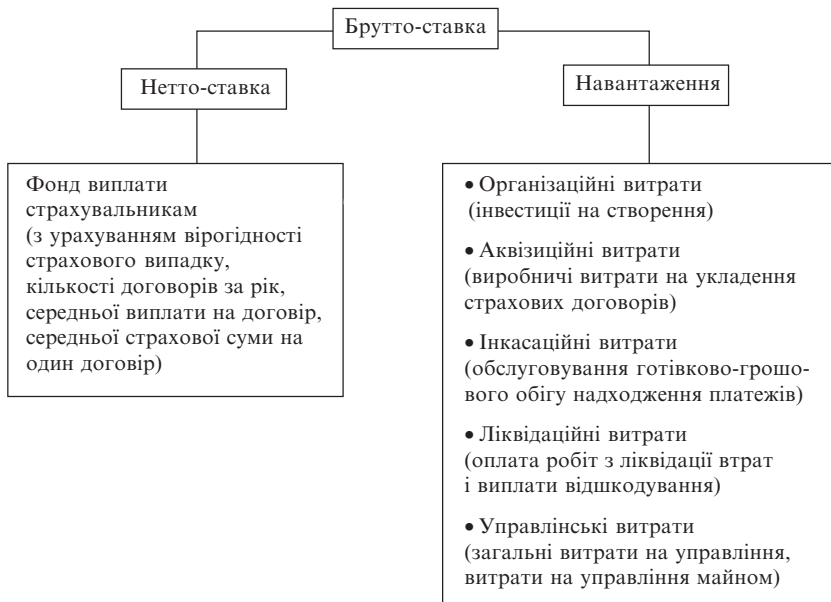 Брутто-ставка
Нетто-ставка
Навантаження
Фонд виплати
страхувальникам
(з урахуванням вірогідності
страхового випадку,
кількості договорів за рік,
середньої виплати на договір,
середньої страхової суми на
один договір)
• Організаційні витрати
(інвестиції на створення)
• Аквізиційні витрати
(виробничі витрати на укладення
страхових договорів)
• Інкасаційні витрати
(обслуговування готівково-грошо-
вого обігу надходження платежів)
• Ліквідаційні витрати
(оплата робіт з ліквідації втрат
і виплати відшкодування)
• Управлінські витрати
(загальні витрати на управління,
витрати на управління майном)